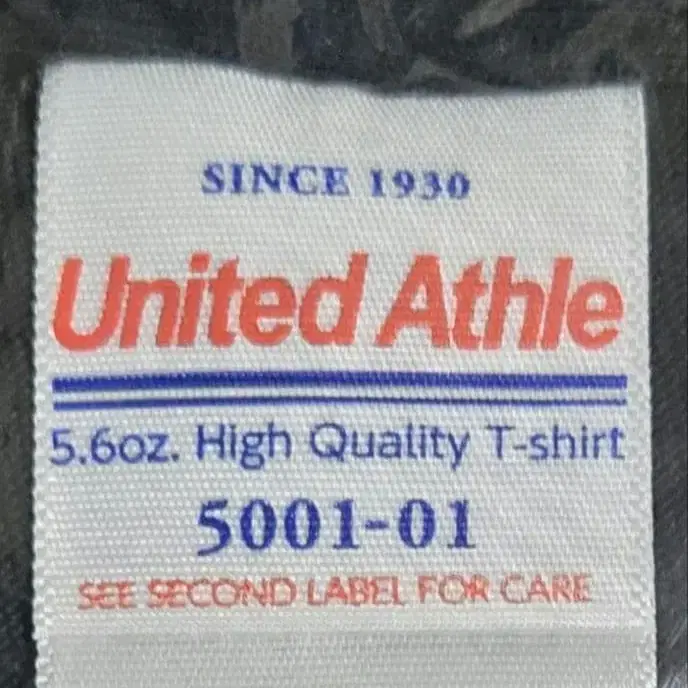 SINCE 1930
United Athle
5.6oz. High Quality T-shirt
5001-01
SEE SECOND LABEL FOR CARE